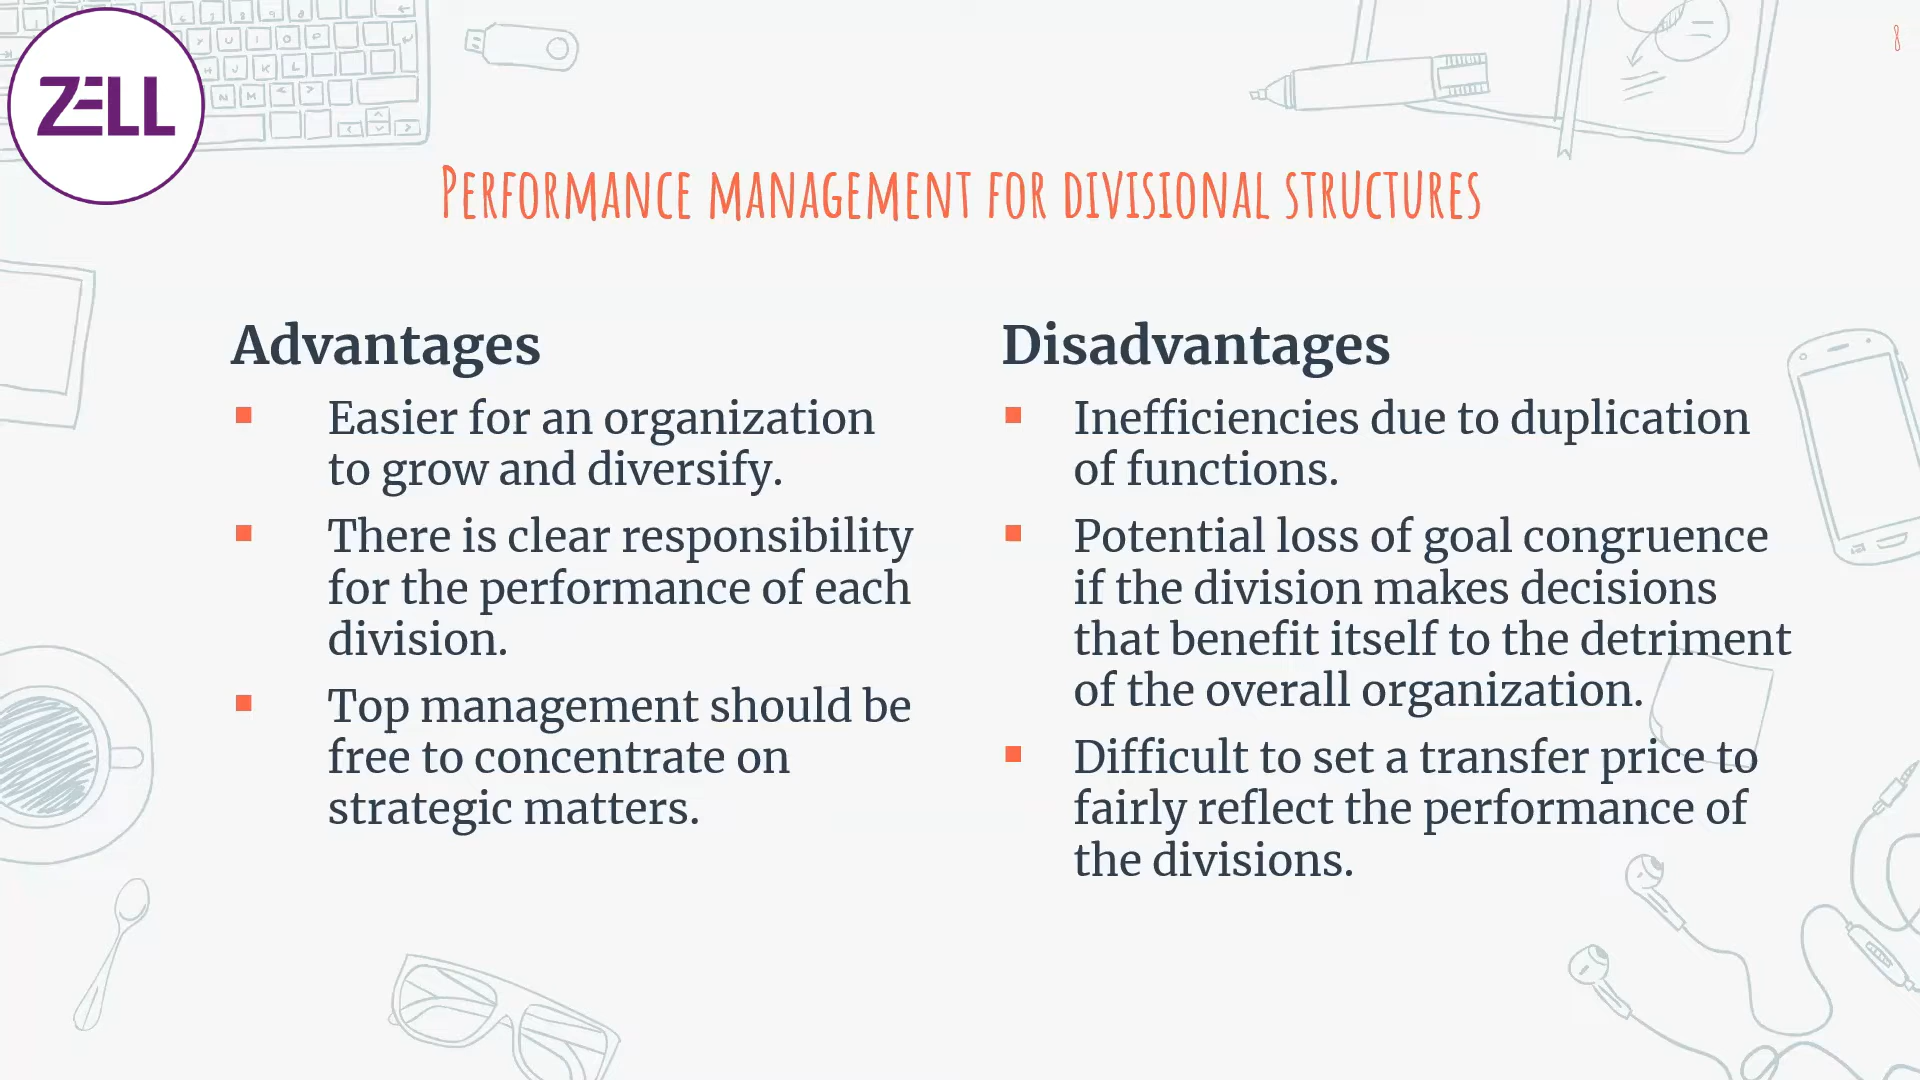 ZELL
8
Performance management for divisional structures
Advantages
Easier for an organization
to grow and diversify.
There is clear responsibility
for the performance of each
division.
Top management should be
free to concentrate on
strategic matters.
Disadvantages
Inefficiencies due to duplication
of functions.
Potential loss of goal congruence
if the division makes decisions
that benefit itself to the detriment
of the overall organization.
Difficult to set a transfer price to
fairly reflect the performance of
the divisions.